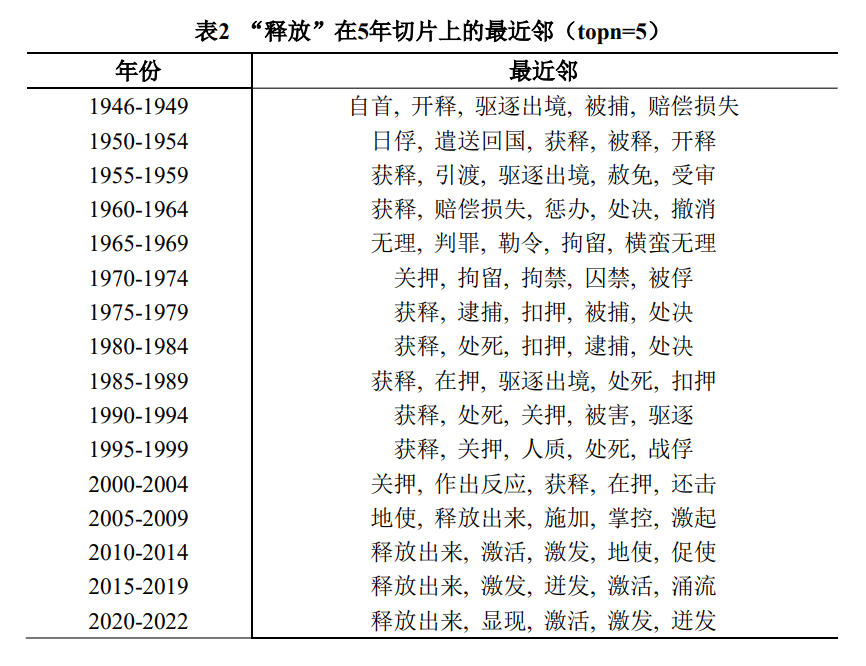 表2 “释放”在5年切片上的最近邻（topn=5）
年份 最近邻
1946-1949 自首, 开释, 驱逐出境, 被捕, 赔偿损失
1950-1954 日俘, 遣送回国, 获释, 被释, 开释
1955-1959 获释, 引渡, 驱逐出境, 赦免, 受审
1960-1964 获释, 赔偿损失, 惩办, 处决, 撤消
1965-1969 无理, 判罪, 勒令, 拘留, 横蛮无理
1970-1974 关押, 拘留, 拘禁, 囚禁, 被俘
1975-1979 获释, 逮捕, 扣押, 被捕, 处决
1980-1984 获释, 处死, 扣押, 逮捕, 处决
1985-1989 获释, 在押, 驱逐出境, 处死, 扣押
1990-1994 获释, 处死, 关押, 被害, 驱逐
1995-1999 获释, 关押, 人质, 处死, 战俘
2000-2004 关押, 作出反应, 获释, 在押, 还击
2005-2009 地使, 释放出来, 施加, 掌控, 激起
2010-2014 释放出来, 激活, 激发, 地使, 促使
2015-2019 释放出来, 激发, 迸发, 激活, 涌流
2020-2022 释放出来, 显现, 激活, 激发, 迸发